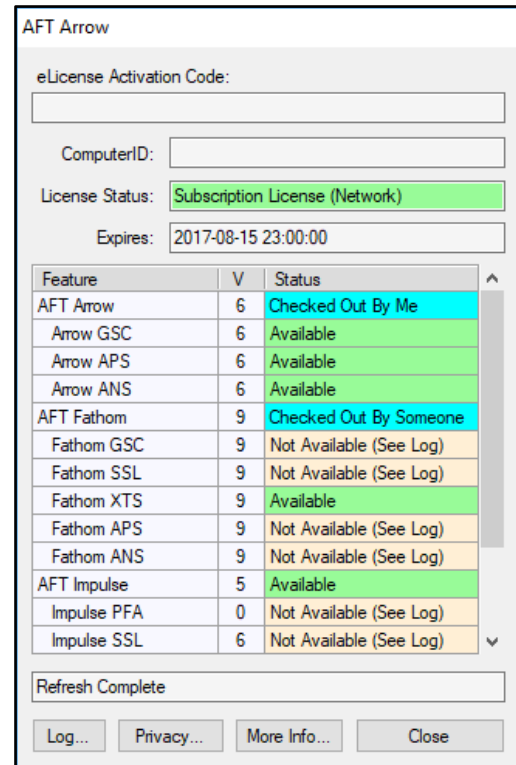 AFT Arrow
eLicense Activation Code:
ComputerID:
License Status: Subscription License (Network)
Expires: 2017-08-15 23:00:00
Feature V Status
AFT Arrow 6 Checked Out By Me
Arrow GSC 6 Available
Arrow APS 6 Available
Arrow ANS 6 Available
AFT Fathom 9 Checked Out By Someone
Fathom GSC 9 Not Available (See Log)
Fathom SSL 9 Not Available (See Log)
Fathom XTS 9 Available
Fathom APS 9 Not Available (See Log)
Fathom ANS 9 Not Available (See Log)
AFT Impulse 5 Available
Impulse PFA 0 Not Available (See Log)
Impulse SSL 6 Not Available (See Log)
Refresh Complete
Log... Privacy... More Info... Close